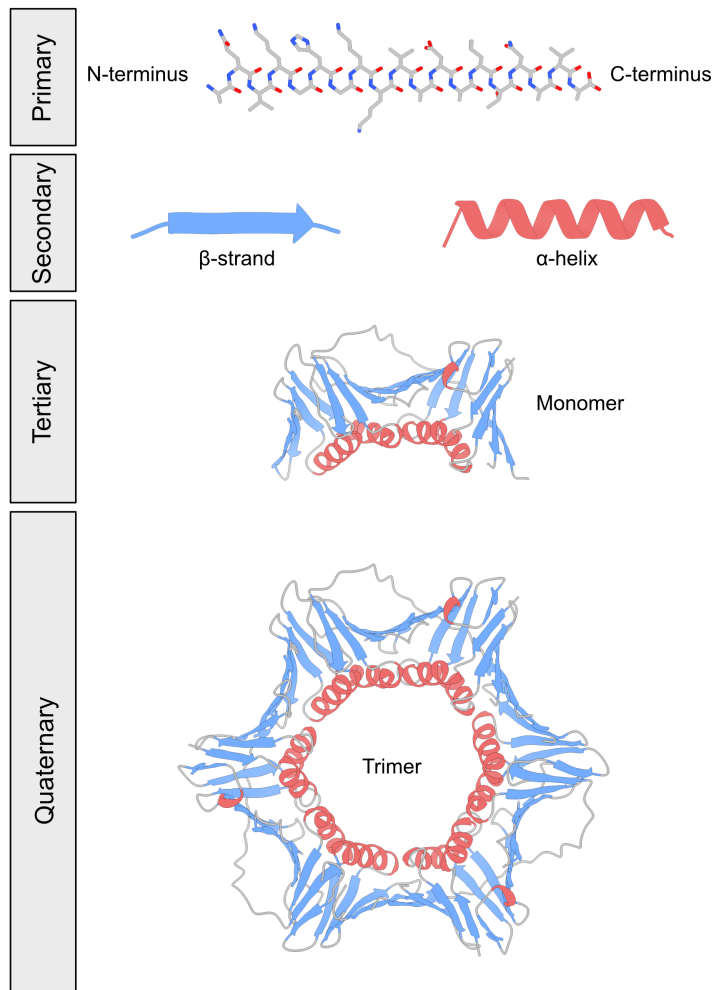 Primary
N-terminus
C-terminus
Secondary
β-strand
α-helix
Tertiary
Monomer
Quaternary
Trimer